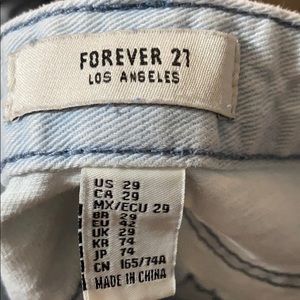 FOREVER 21
LOS ANGELES
US 29
CA 29
MX/ECU 29
BR 29
EU 42
UK 29
KR 74
JP 74
CN 165/74A
MADE IN CHINA